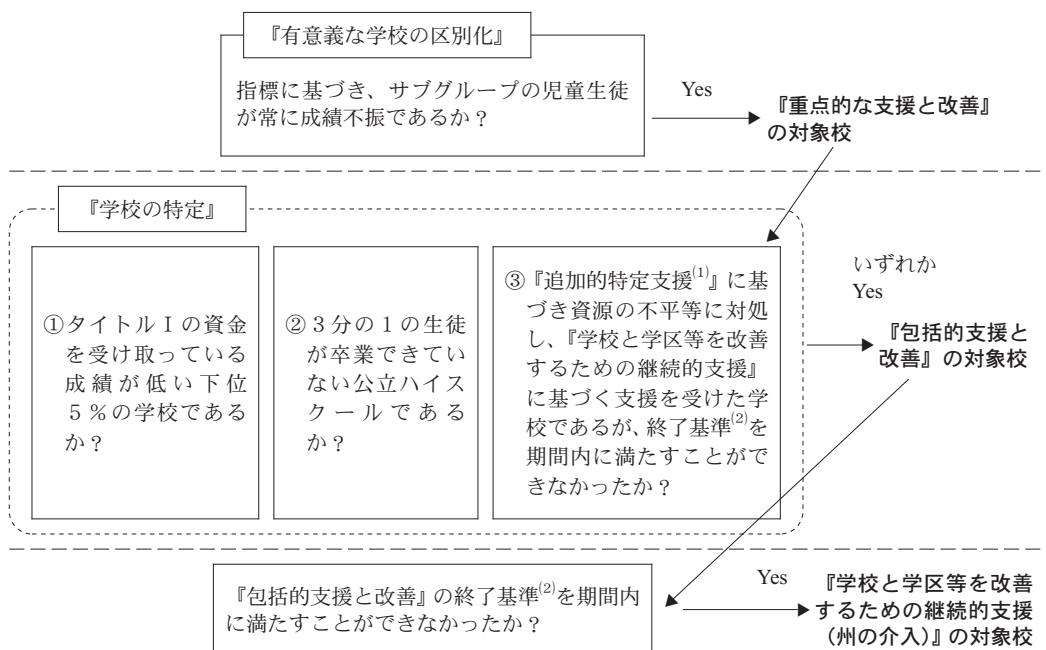 『有意義な学校の区別化』
指標に基づき、サブグループの児童生徒
が常に成績不振であるか？
Yes
『重点的な支援と改善』
の対象校
『学校の特定』
①タイトルⅠの資金
を受け取っている
成績が低い下位
５％の学校である
か？
②３分の１の生徒
が卒業できてい
ない公立ハイス
クールである
か？
③『追加的特定支援(1)』に基
づき資源の不平等に対処
し、『学校と学区等を改善
するための継続的支援』
に基づく支援を受けた学
校であるが、終了基準(2)を
期間内に満たすことがで
きなかったか？
いずれか
Yes
『包括的支援と
改善』の対象校
『包括的支援と改善』の終了基準(2)を期間内
に満たすことができなかったか？
Yes
『学校と学区等を改善
するための継続的支援
（州の介入）』の対象校